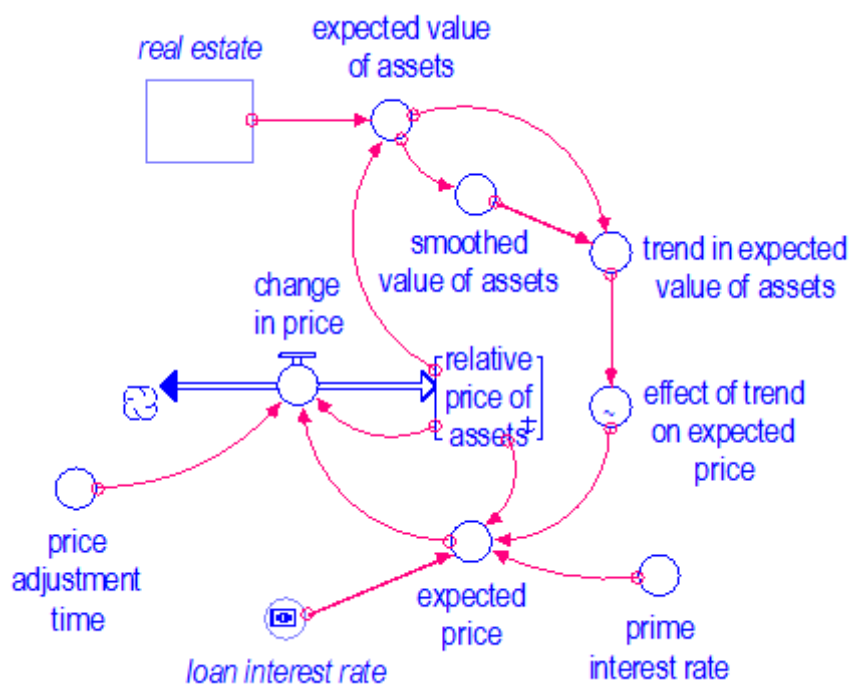 real estate
expected value
of assets
smoothed
value of assets
trend in expected
value of assets
change
in price
relative
price of
assets
effect of trend
on expected
price
price
adjustment
time
expected
price
loan interest rate
prime
interest rate